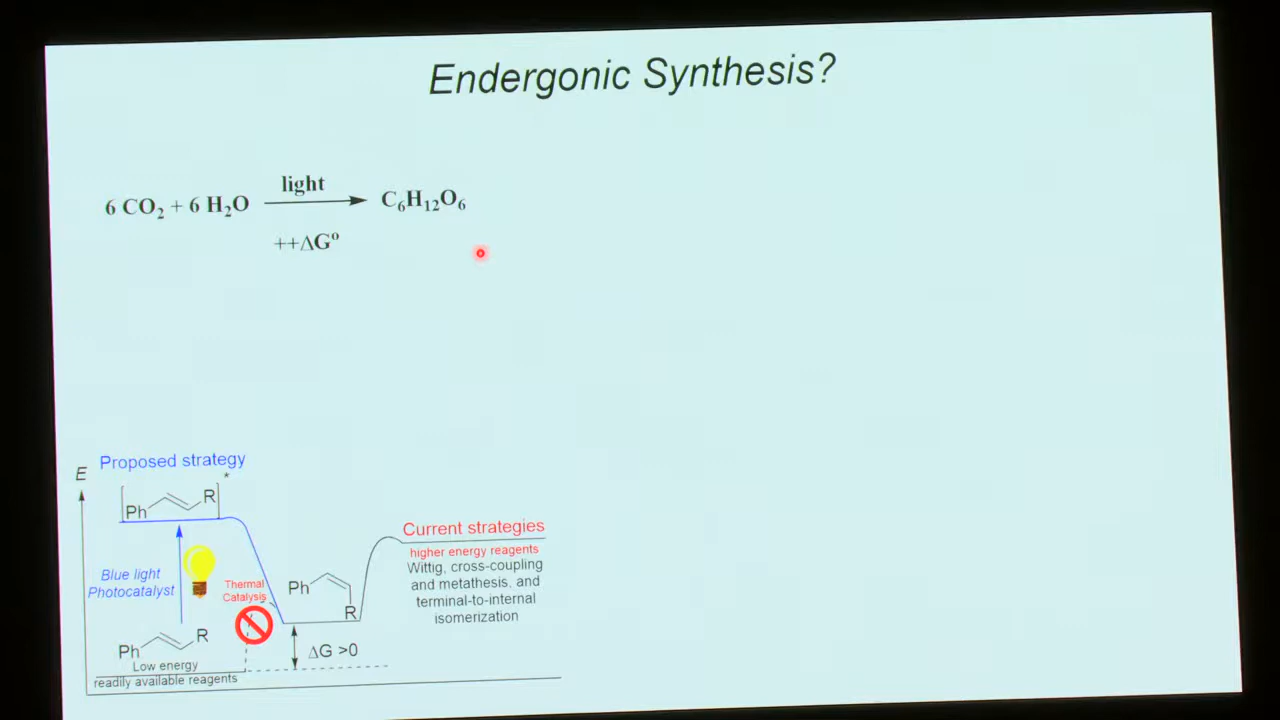 Endergonic Synthesis?
light
6 CO₂ + 6 H₂O
C₆H₁₂O₆
++ΔGº
Proposed strategy
E
*
Ph
R
Blue light
Photocatalyst
Thermal
Catalysis
Ph
R
Ph
R
Low energy
readily available reagents
ΔG >0
Current strategies
higher energy reagents
Wittig, cross-coupling
and metathesis, and
terminal-to-internal
isomerization